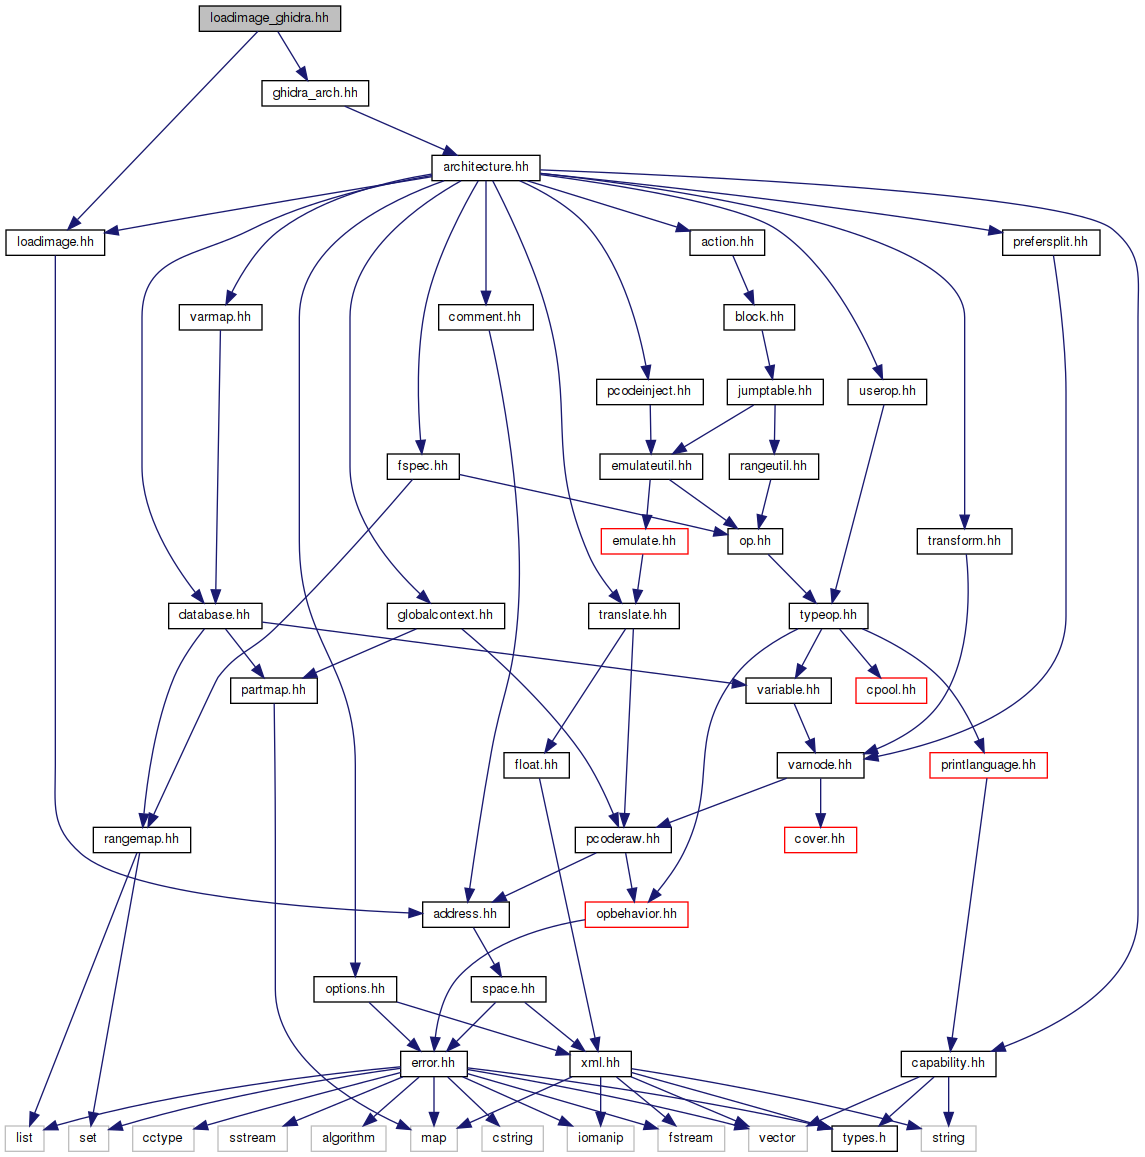 loadimage_ghidra.hh
ghidra_arch.hh
architecture.hh
loadimage.hh
action.hh
prefersplit.hh
varmap.hh
comment.hh
block.hh
pcodeinject.hh
jumptable.hh
userop.hh
fspec.hh
emulateutil.hh
rangeutil.hh
emulate.hh
op.hh
transform.hh
database.hh
globalcontext.hh
translate.hh
typeop.hh
partmap.hh
variable.hh
cpool.hh
float.hh
varnode.hh
printlanguage.hh
rangemap.hh
pcoderaw.hh
cover.hh
address.hh
opbehavior.hh
options.hh
space.hh
error.hh
xml.hh
capability.hh
list
set
cctype
sstream
algorithm
map
cstring
iomanip
fstream
vector
types.h
string